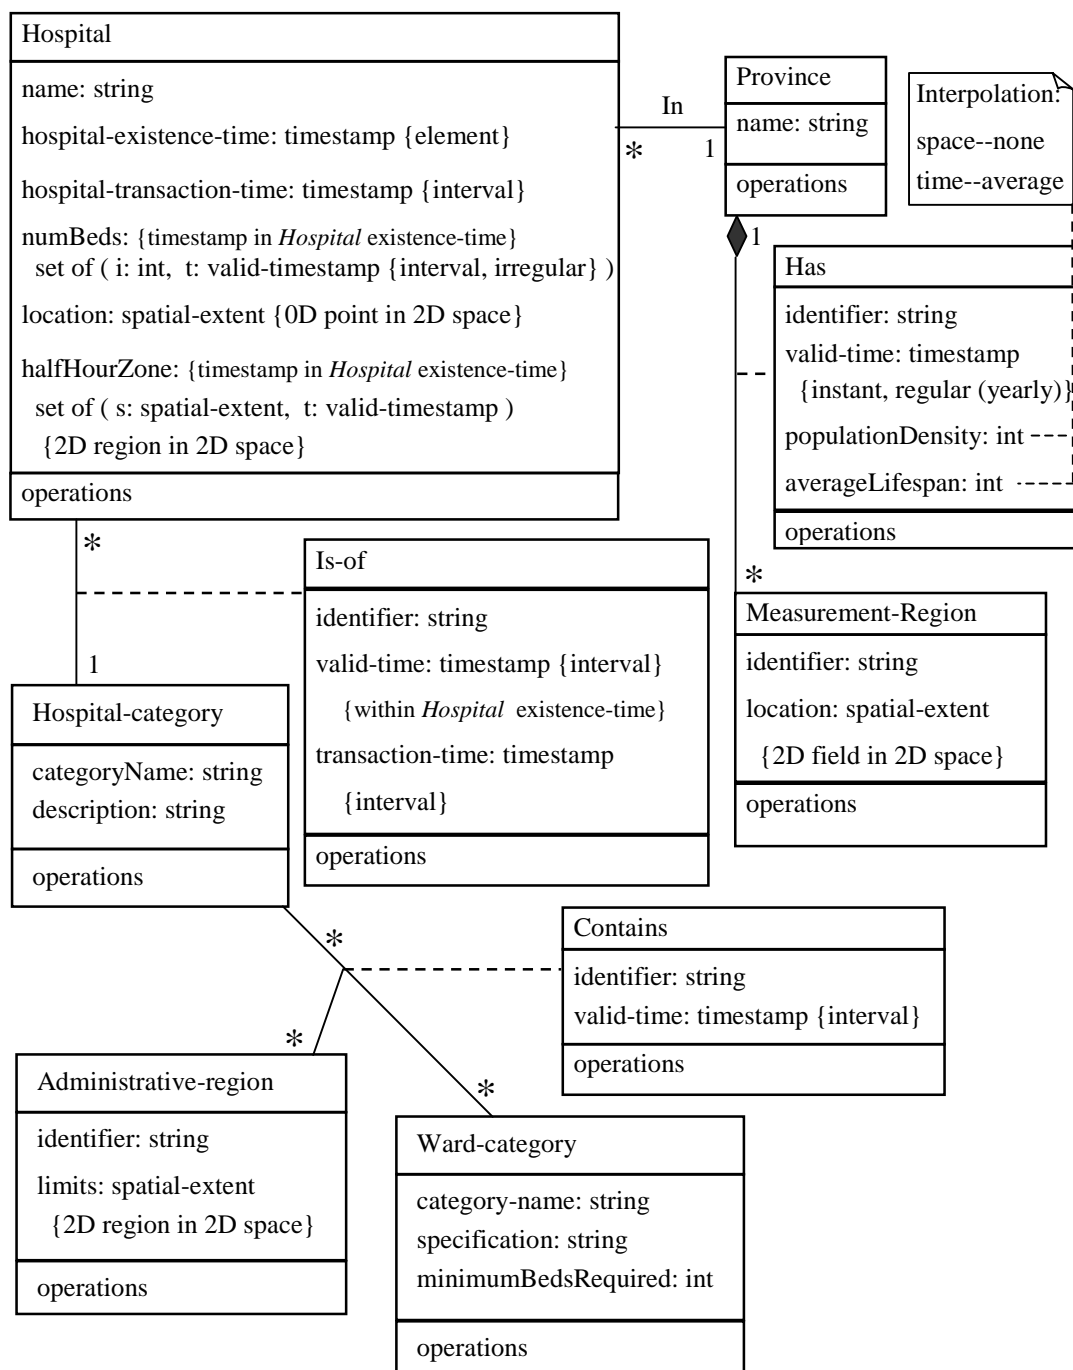 Hospital
name: string
hospital-existence-time: timestamp {element}
hospital-transaction-time: timestamp {interval}
numBeds: {timestamp in Hospital existence-time}
set of ( i: int, t: valid-timestamp {interval, irregular} )
location: spatial-extent {0D point in 2D space}
halfHourZone: {timestamp in Hospital existence-time}
set of ( s: spatial-extent, t: valid-timestamp )
{2D region in 2D space}
operations
In
*
1
Province
name: string
operations
Interpolation:
space--none
time--average
1
Has
identifier: string
valid-time: timestamp
{instant, regular (yearly)}
populationDensity: int
averageLifespan: int
operations
*
Measurement-Region
identifier: string
location: spatial-extent
{2D field in 2D space}
operations
*
1
Is-of
identifier: string
valid-time: timestamp {interval}
{within Hospital existence-time}
transaction-time: timestamp
{interval}
operations
Hospital-category
categoryName: string
description: string
operations
*
*
*
Contains
identifier: string
valid-time: timestamp {interval}
operations
Administrative-region
identifier: string
limits: spatial-extent
{2D region in 2D space}
operations
Ward-category
category-name: string
specification: string
minimumBedsRequired: int
operations